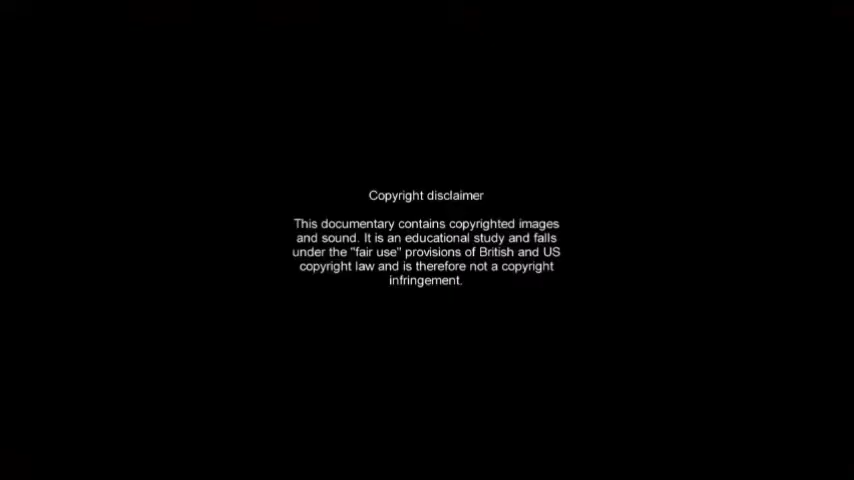 Copyright disclaimer
This documentary contains copyrighted images
and sound. It is an educational study and falls
under the "fair use" provisions of British and US
copyright law and is therefore not a copyright
infringement.